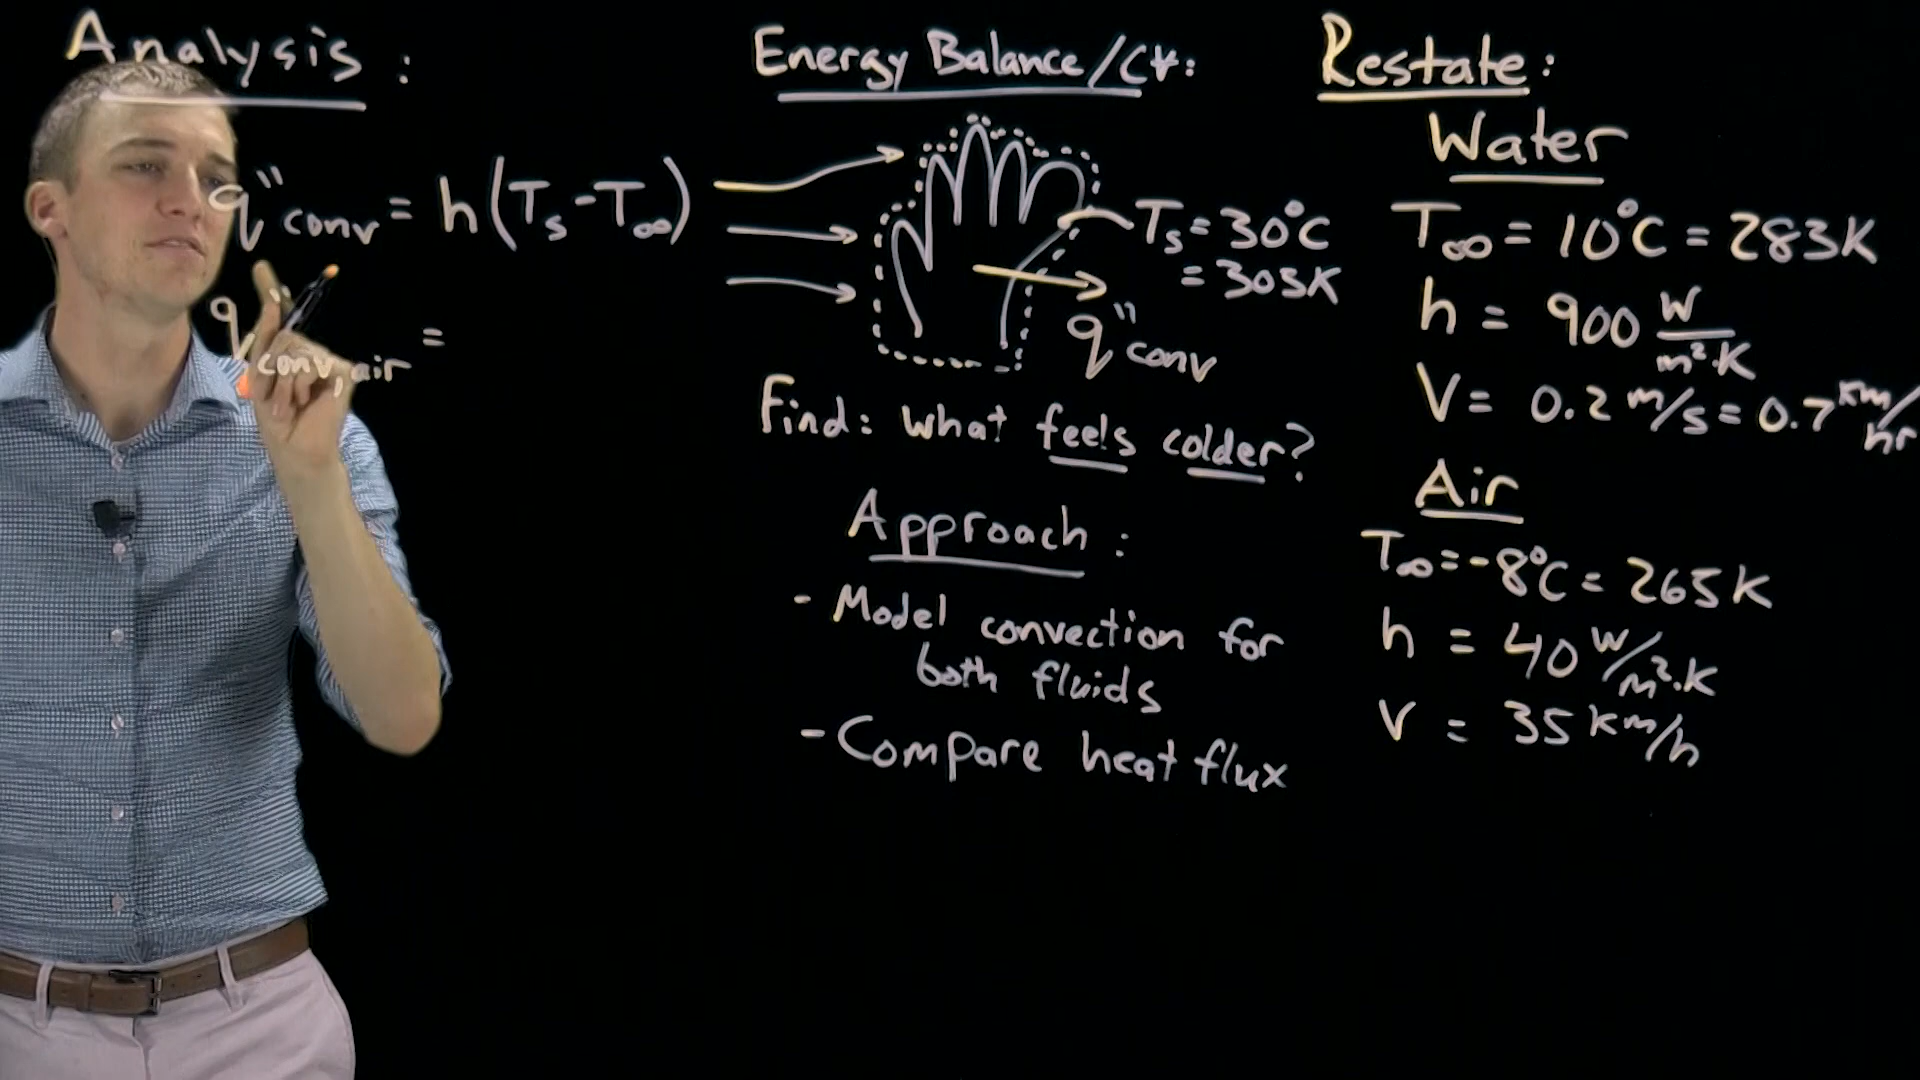 Analysis:
q"conv = h(Ts-T∞)
qconv,air =
Energy Balance/CV:
Ts = 30°C
= 303K
q"conv
Find: what feels colder?
Approach:
- Model convection for
both fluids
- Compare heat flux
Restate:
Water
T∞ = 10°C = 283K
h = 900 W/m²·K
V = 0.2 m/s = 0.7 km/hr
Air
T∞ = -8°C = 265K
h = 40 W/m²·K
V = 35 km/h